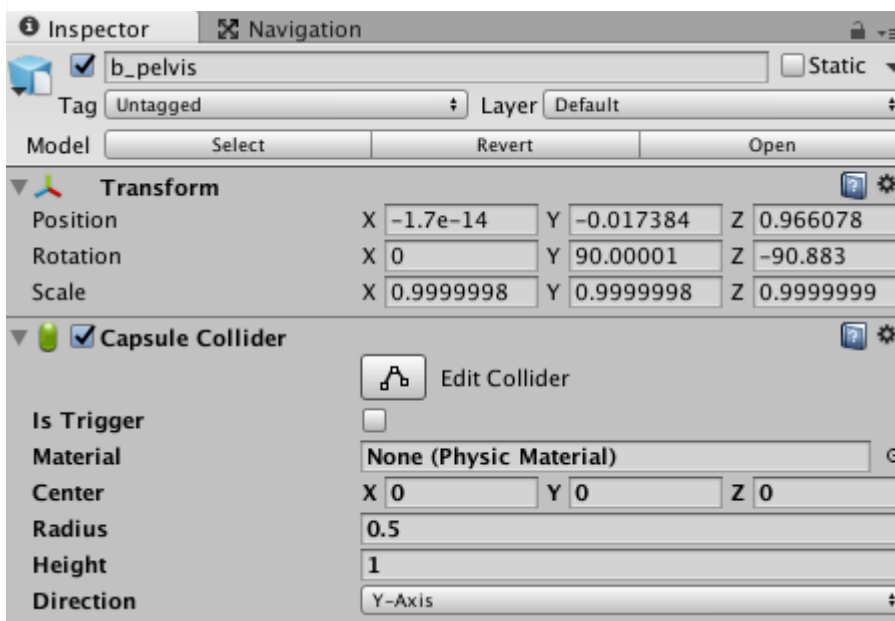 Inspector Navigation
b_pelvis Static
Tag Untagged Layer Default
Model Select Revert Open
Transform
Position X -1.7e-14 Y -0.017384 Z 0.966078
Rotation X 0 Y 90.00001 Z -90.883
Scale X 0.9999998 Y 0.9999998 Z 0.9999999
Capsule Collider
Edit Collider
Is Trigger
Material None (Physic Material)
Center X 0 Y 0 Z 0
Radius 0.5
Height 1
Direction Y-Axis